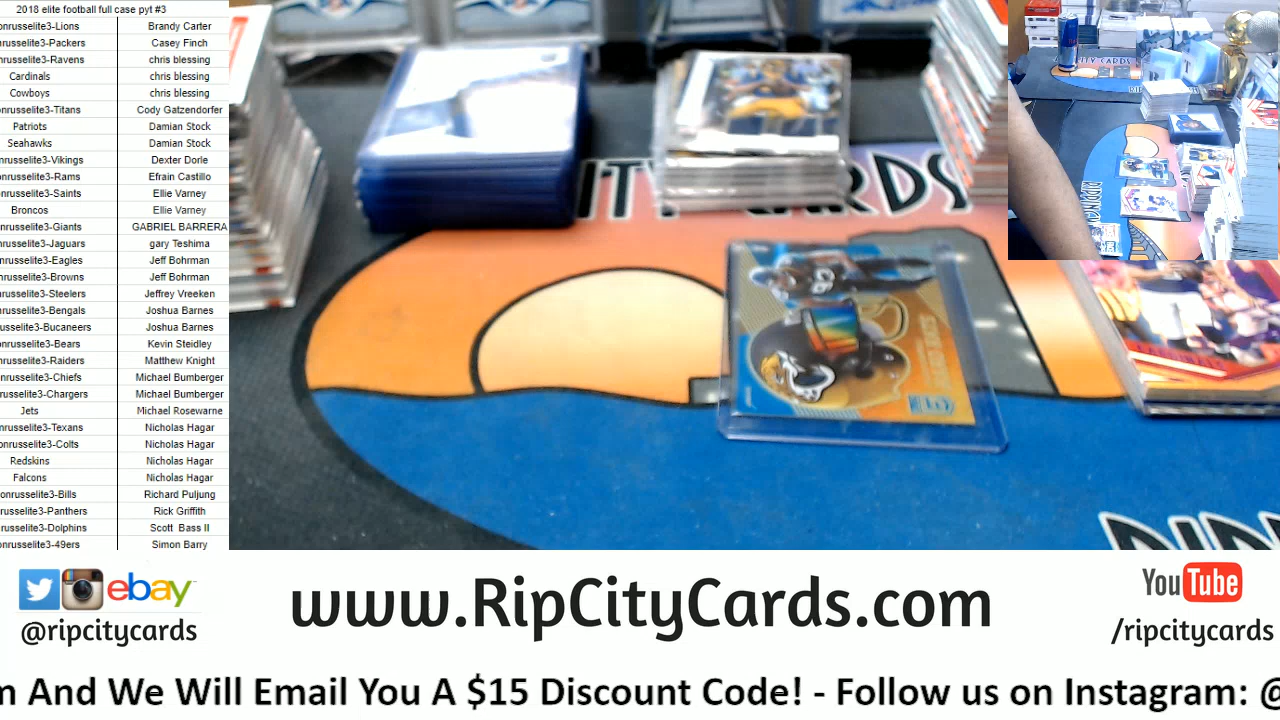 2018 elite football full case pyt #3
onrusselite3-Lions Brandy Carter
nrusselite3-Packers Casey Finch
nrusselite3-Ravens chris blessing
Cardinals chris blessing
Cowboys chris blessing
onrusselite3-Titans Cody Gatzendorfer
Patriots Damian Stock
Seahawks Damian Stock
nrusselite3-Vikings Dexter Dorle
nrusselite3-Rams Efrain Castillo
onrusselite3-Saints Ellie Varney
Broncos Ellie Varney
onrusselite3-Giants GABRIEL BARRERA
nrusselite3-Jaguars gary Teshima
nrusselite3-Eagles Jeff Bohrman
nrusselite3-Browns Jeff Bohrman
nrusselite3-Steelers Jeffrey Vreeken
nrusselite3-Bengals Joshua Barnes
russelite3-Bucaneers Joshua Barnes
nrusselite3-Bears Kevin Steidley
nrusselite3-Raiders Matthew Knight
nrusselite3-Chiefs Michael Bumberger
nrusselite3-Chargers Michael Bumberger
Jets Michael Rosewarne
nrusselite3-Texans Nicholas Hagar
onrusselite3-Colts Nicholas Hagar
Redskins Nicholas Hagar
Falcons Nicholas Hagar
onrusselite3-Bills Richard Puljung
russelite3-Panthers Rick Griffith
russelite3-Dolphins Scott Bass II
onrusselite3-49ers Simon Barry
CITY CARDS
ebay
@ripcitycards
www.RipCityCards.com
YouTube
/ripcitycards
m And We Will Email You A $15 Discount Code! - Follow us on Instagram: @